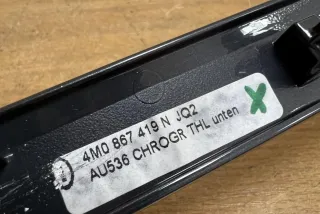 4M0 867 419 N JQ2
AU536 CHROGR THL unten